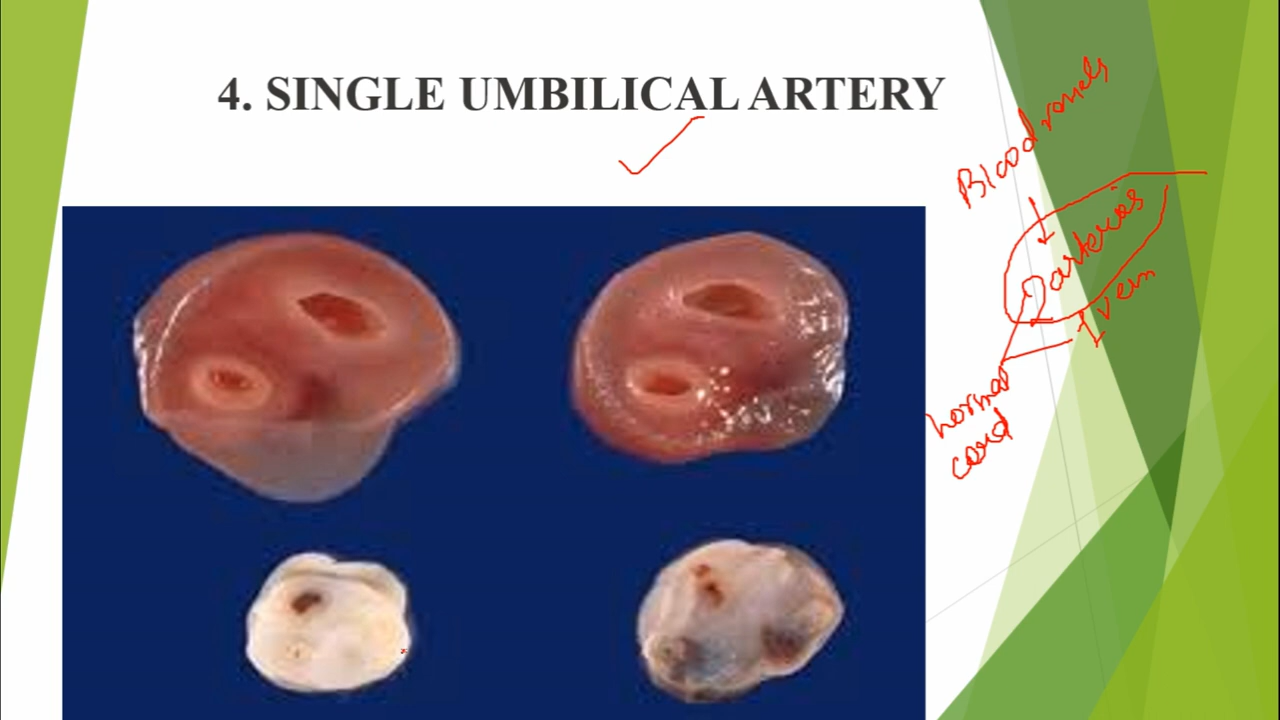 4. SINGLE UMBILICAL ARTERY
Blood vessels
2 arteries
1 vein
normal
cord